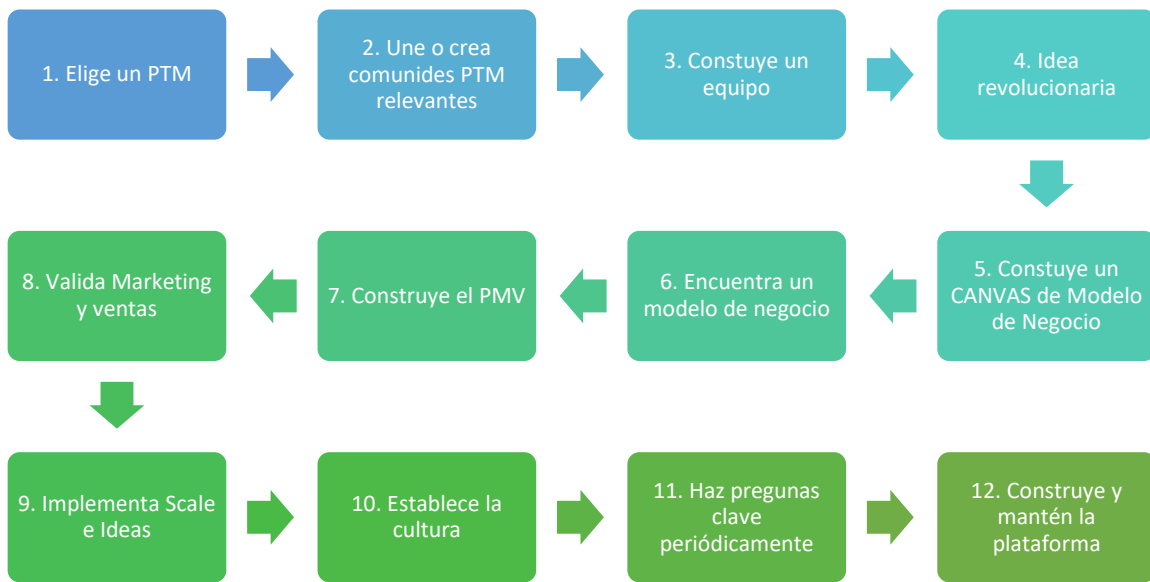 1. Elige un PTM
2. Une o crea
comunides PTM
relevantes
3. Constuye un
equipo
4. Idea
revolucionaria
5. Constuye un
CANVAS de Modelo
de Negocio
6. Encuentra un
modelo de negocio
7. Construye el PMV
8. Valida Marketing
y ventas
9. Implementa Scale
e Ideas
10. Establece la
cultura
11. Haz pregunas
clave
periódicamente
12. Construye y
mantén la
plataforma